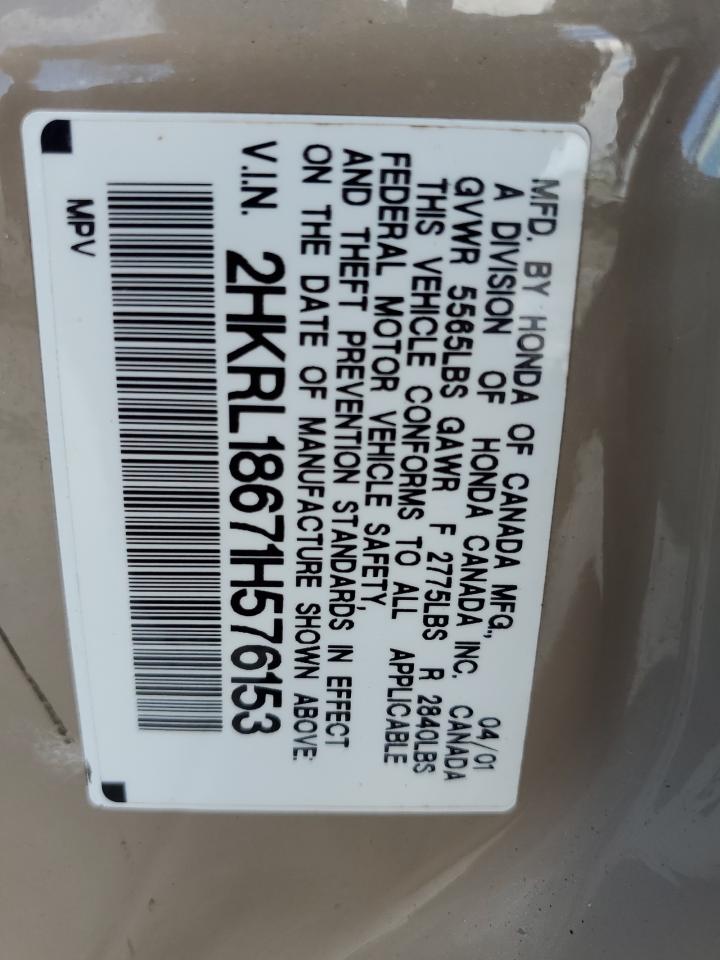 MFD. BY HONDA OF CANADA MFG., 04/01
A DIVISION OF HONDA CANADA INC. CANADA
GVWR 5565LBS GAWR F 2775LBS R 2840LBS
THIS VEHICLE CONFORMS TO ALL APPLICABLE
FEDERAL MOTOR VEHICLE SAFETY,
AND THEFT PREVENTION STANDARDS IN EFFECT
ON THE DATE OF MANUFACTURE SHOWN ABOVE:
V.I.N. 2HKRL18671H576153
MPV